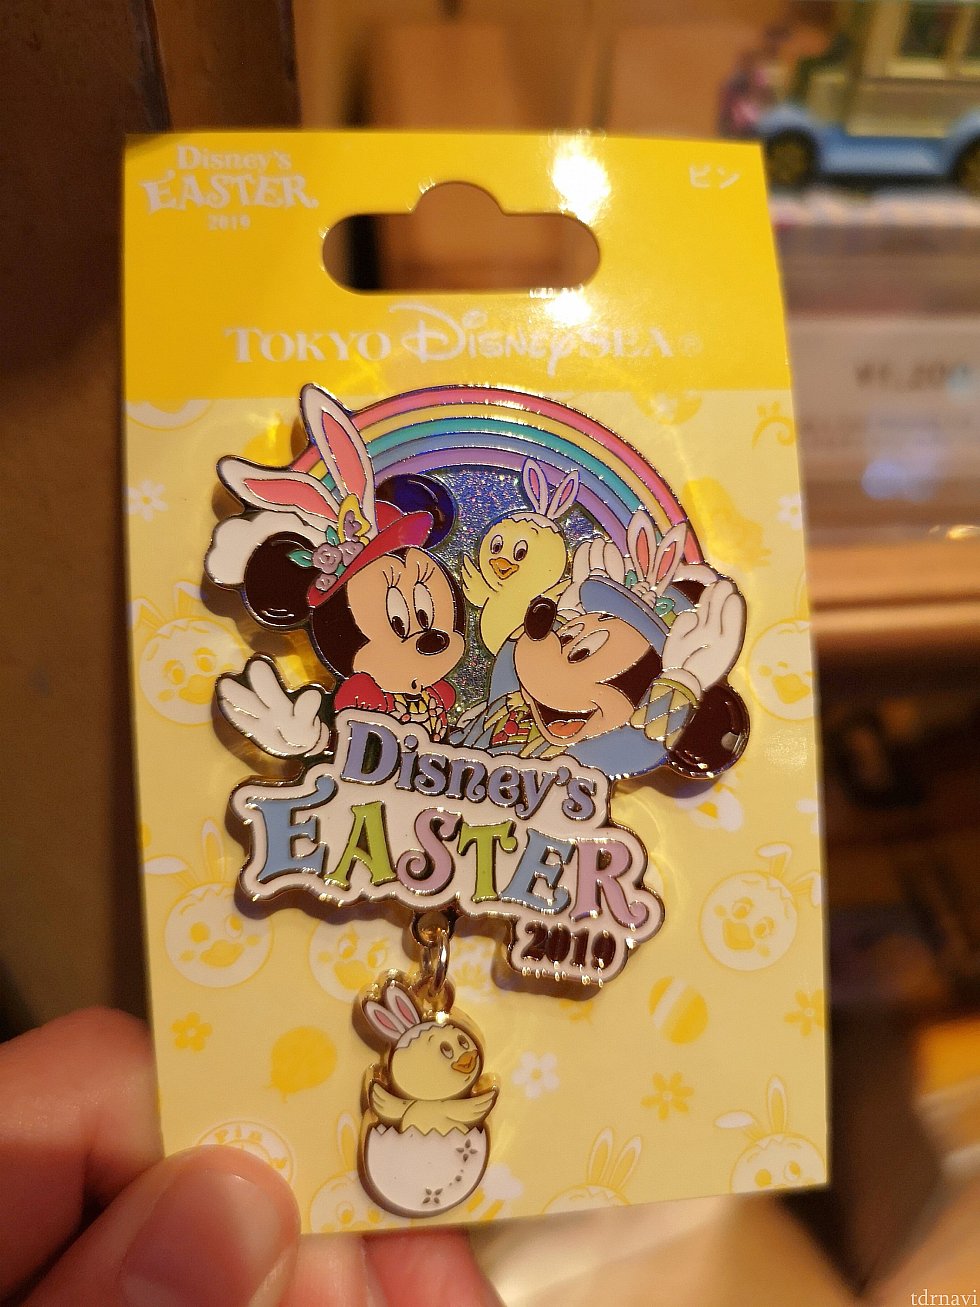 Disney's
EASTER
2019
ピン
TOKYO DISNEYSEA®
Disney's
EASTER
2019
tdrnavi